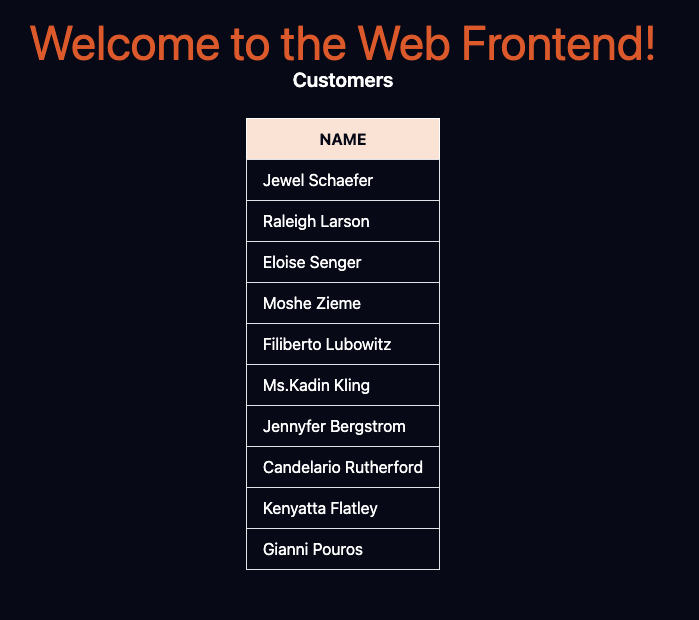 Welcome to the Web Frontend!
Customers
NAME
Jewel Schaefer
Raleigh Larson
Eloise Senger
Moshe Zieme
Filiberto Lubowitz
Ms.Kadin Kling
Jennyfer Bergstrom
Candelario Rutherford
Kenyatta Flatley
Gianni Pouros